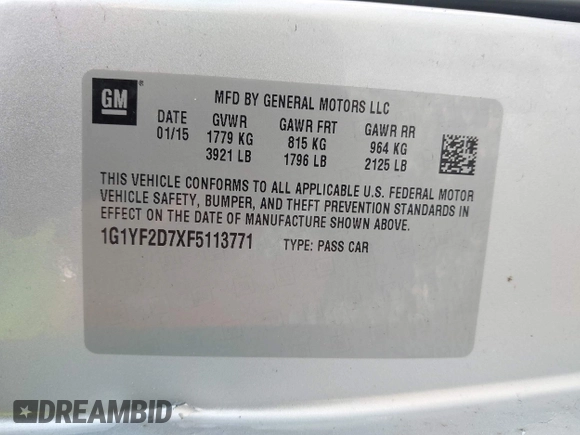 GM ®
MFD BY GENERAL MOTORS LLC
DATE GVWR GAWR FRT GAWR RR
01/15 1779 KG 815 KG 964 KG
3921 LB 1796 LB 2125 LB
THIS VEHICLE CONFORMS TO ALL APPLICABLE U.S. FEDERAL MOTOR
VEHICLE SAFETY, BUMPER, AND THEFT PREVENTION STANDARDS IN
EFFECT ON THE DATE OF MANUFACTURE SHOWN ABOVE.
1G1YF2D7XF5113771 TYPE: PASS CAR
DREAMBID